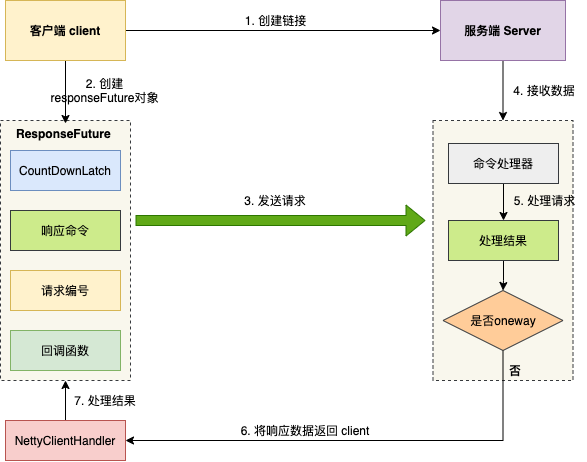 客户端 client
1. 创建链接
服务端 Server
2. 创建
responseFuture对象
4. 接收数据
ResponseFuture
CountDownLatch
命令处理器
3. 发送请求
5. 处理请求
响应命令
处理结果
请求编号
是否oneway
回调函数
否
7. 处理结果
6. 将响应数据返回 client
NettyClientHandler